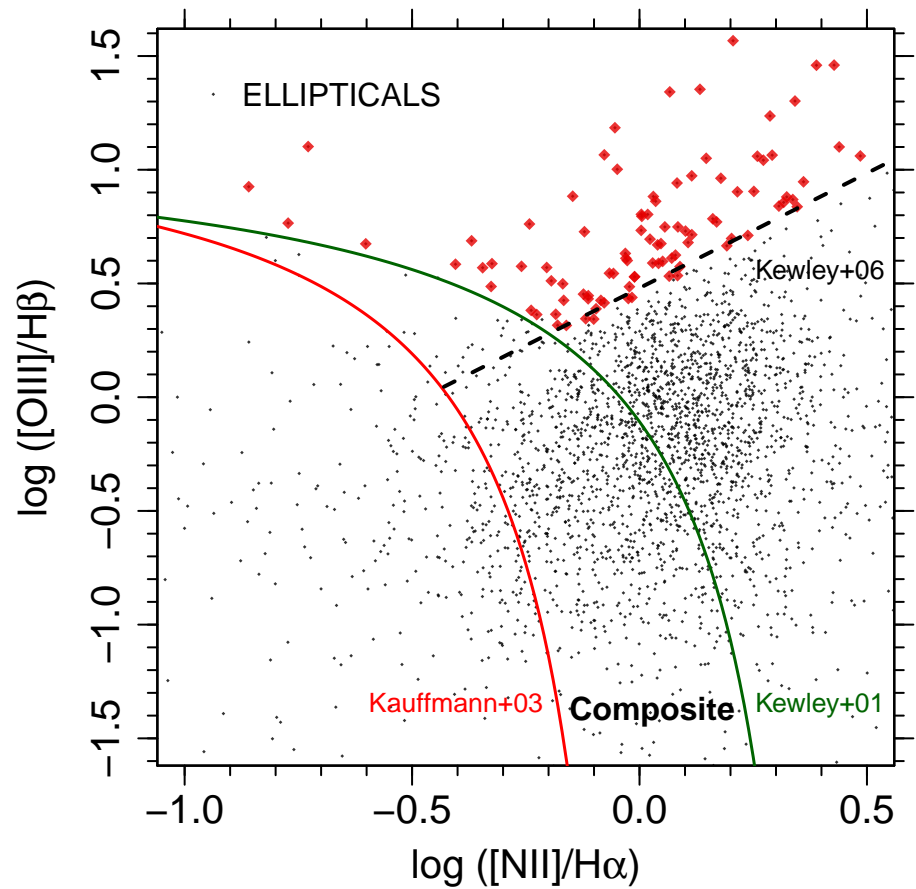 ELLIPTICALS
Kewley+06
Kauffmann+03
Composite
Kewley+01
log ([OIII]/Hβ)
1.5
1.0
0.5
0.0
−0.5
−1.0
−1.5
−1.0
−0.5
0.0
0.5
log ([NII]/Hα)